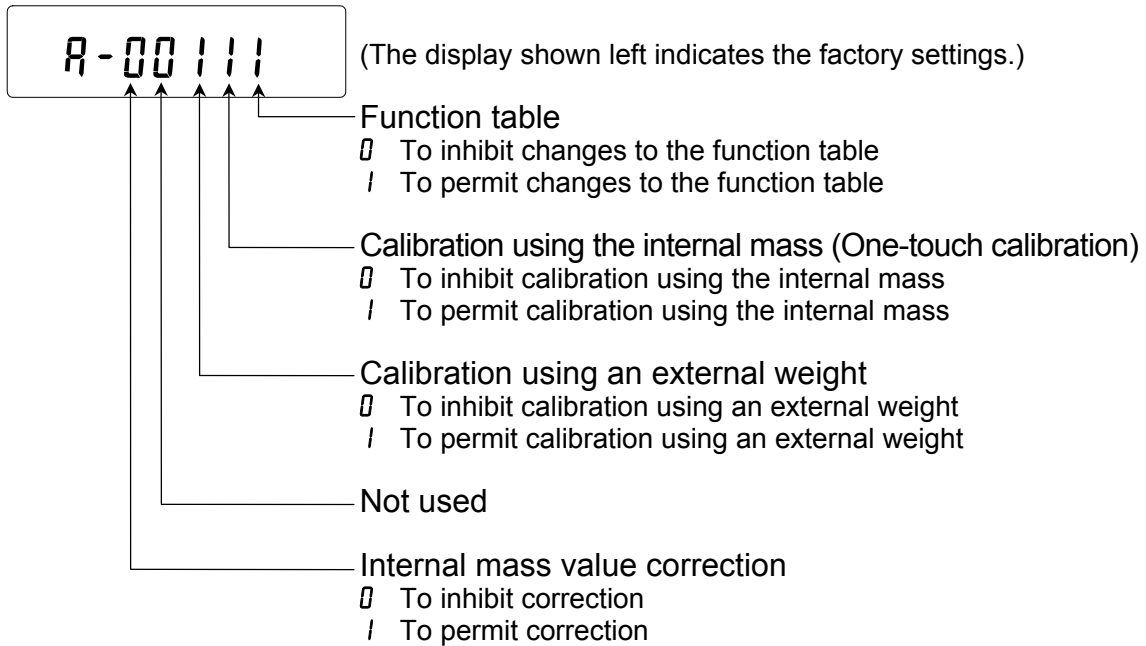 A-00111
(The display shown left indicates the factory settings.)
Function table
0 To inhibit changes to the function table
1 To permit changes to the function table
Calibration using the internal mass (One-touch calibration)
0 To inhibit calibration using the internal mass
1 To permit calibration using the internal mass
Calibration using an external weight
0 To inhibit calibration using an external weight
1 To permit calibration using an external weight
Not used
Internal mass value correction
0 To inhibit correction
1 To permit correction